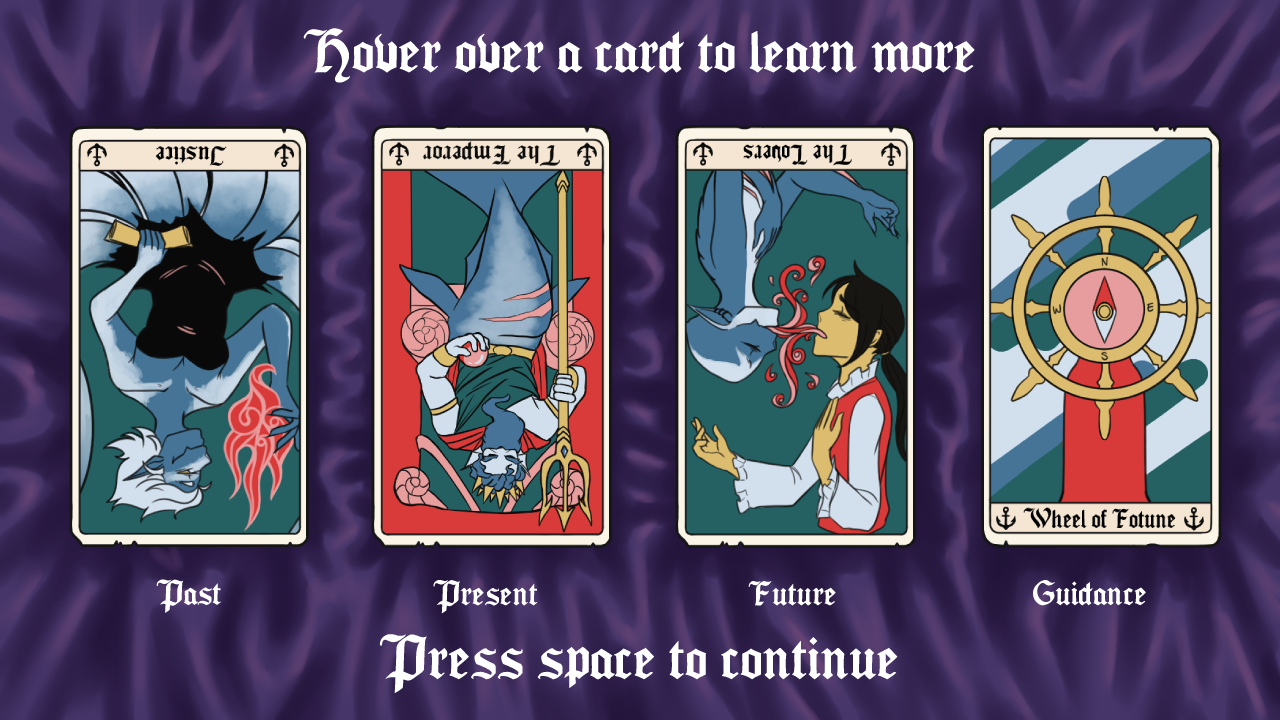 Hover over a card to learn more
Justice
The Emperor
The Lovers
N
W E
S
Wheel of Fotune
Past
Present
Future
Guidance
Press space to continue